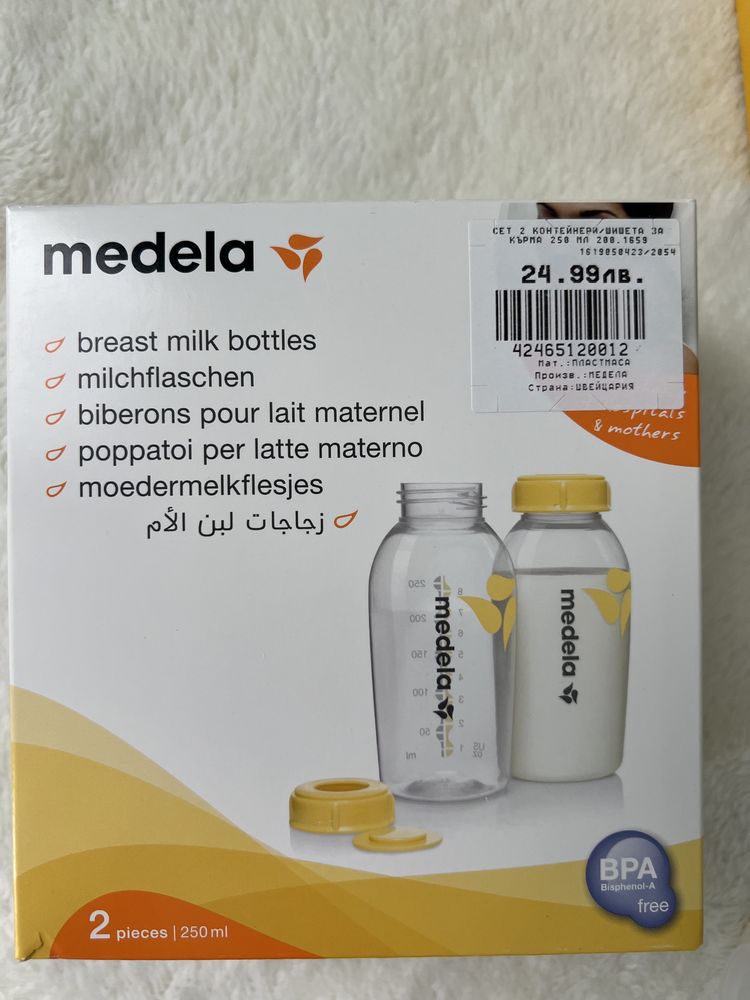 medela
СЕТ 2 КОНТЕЙНЕРИ/ШИШЕТА ЗА
КЪРМА 250 МЛ 200.1659
1619050423/2054
24.99лв.
42465120012
Мат.:ПЛАСТМАСА
Произв.:МЕДЕЛА
Страна:ШВЕЙЦАРИЯ
& mothers
breast milk bottles
milchflaschen
biberons pour lait maternel
poppatoi per latte materno
moedermelkflesjes
زجاجات لبن الأم
250
200
150
100
50
ml
8
7
6
5
4
3
2
1
US
oz
medela
medela
BPA
Bisphenol-A
free
2 pieces | 250 ml